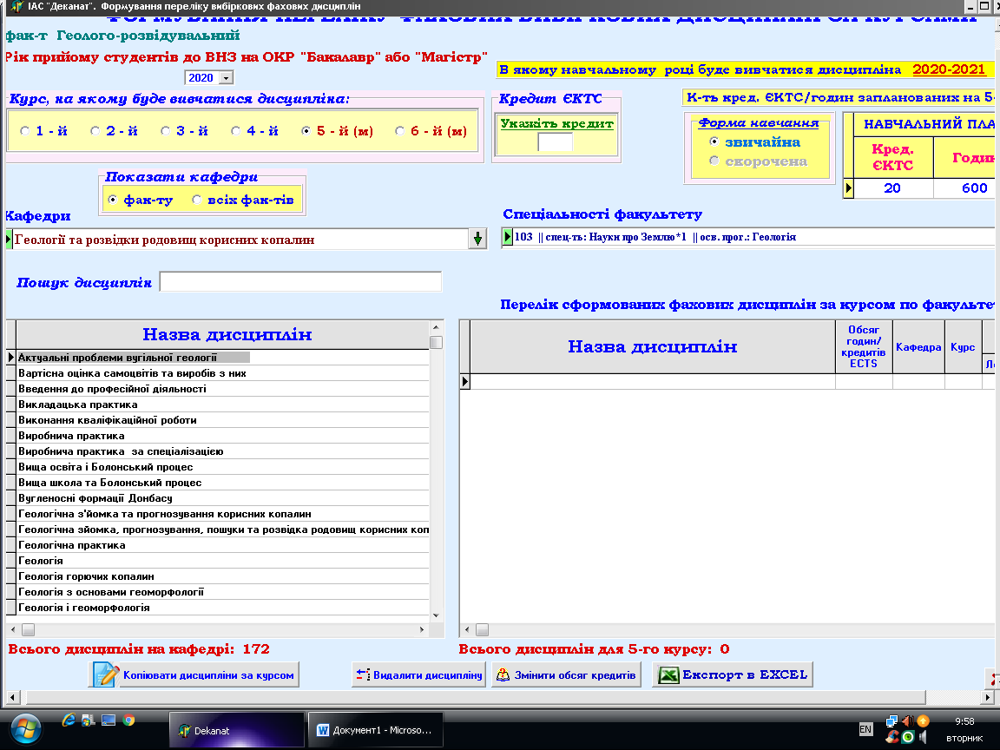 ІАС "Деканат". Формування переліку вибіркових фахових дисциплін
фак-т Геолого-розвідувальний
Рік прийому студентів до ВНЗ на ОКР "Бакалавр" або "Магістр"
2020
В якому навчальному році буде вивчатися дисципліна 2020-2021
Курс, на якому буде вивчатися дисципліна:
1 - й 2 - й 3 - й 4 - й 5 - й (м) 6 - й (м)
Кредит ЄКТС
Укажіть кредит
К-ть кред. ЄКТС/годин запланованих на 5-
Форма навчання
звичайна
скорочена
НАВЧАЛЬНИЙ ПЛА
Кред. ЄКТС Годин
20 600
Показати кафедри
фак-ту всіх фак-тів
Кафедри
Геології та розвідки родовищ корисних копалин
Спеціальності факультету
103 || спец-ть: Науки про Землю*1 || осв. прог.: Геологія
Пошук дисциплін
Перелік сформованих фахових дисциплін за курсом по факультет
Назва дисциплін
Актуальні проблеми вугільної геології
Вартісна оцінка самоцвітів та виробів з них
Введення до професійної діяльності
Викладацька практика
Виконання кваліфікаційної роботи
Виробнича практика
Виробнича практика за спеціалізацією
Вища освіта і Болонський процес
Вища школа та Болонський процес
Вугленосні формації Донбасу
Геологічна з'йомка та прогнозування корисних копалин
Геологічна зйомка, прогнозування, пошуки та розвідка родовищ корисних коп
Геологічна практика
Геологія
Геологія горючих копалин
Геологія з основами геоморфології
Геологія і геоморфологія
Назва дисциплін
Обсяг
годин/
кредитів
ECTS
Кафедра
Курс
Всього дисциплін на кафедрі: 172
Всього дисциплін для 5-го курсу: 0
Копіювати дисципліни за курсом
Видалити дисципліну
Змінити обсяг кредитів
Експорт в EXCEL
Dekanat
Документ1 - Microso...
EN
9:58
вторник